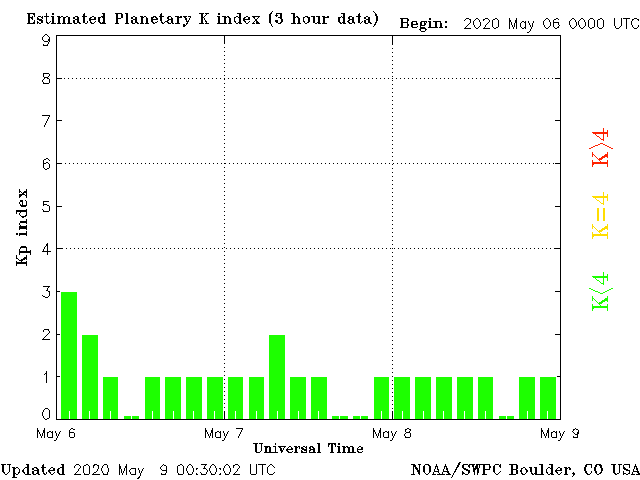 Estimated Planetary K index (3 hour data)
Begin: 2020 May 06 0000 UTC
9
8
7
6
5
4
3
2
1
0
Kp index
K>4
K=4
K<4
May 6
May 7
May 8
May 9
Universal Time
Updated 2020 May 9 00:30:02 UTC
NOAA/SWPC Boulder, CO USA